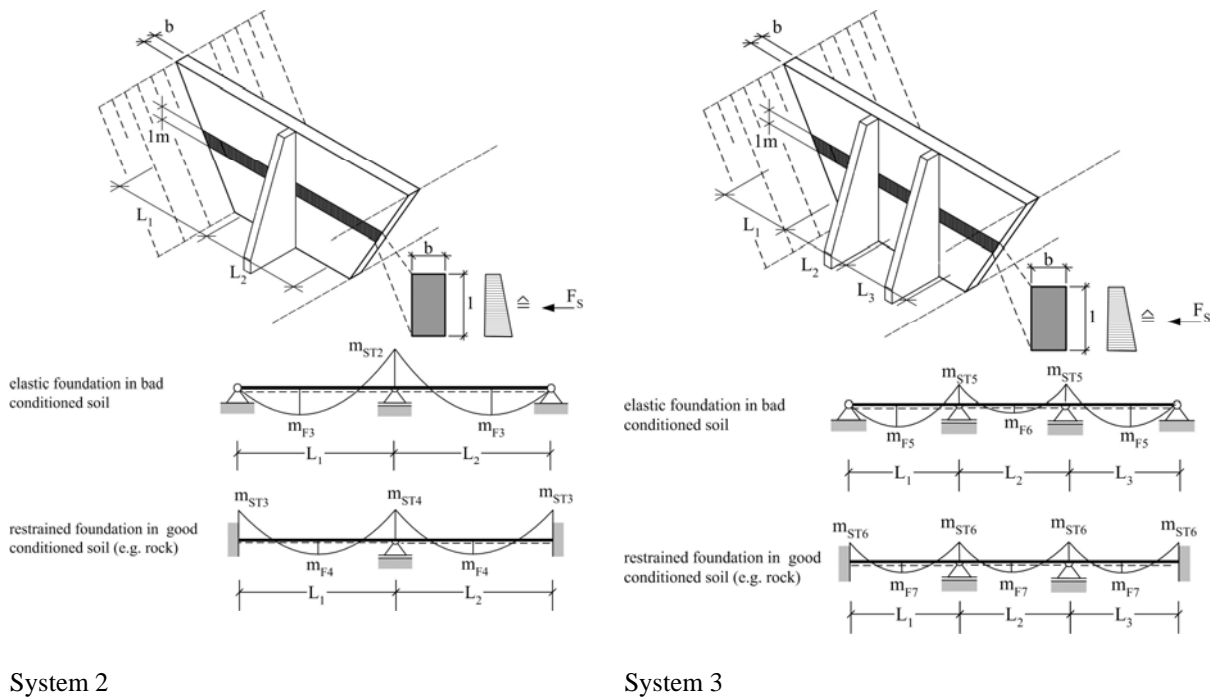 b
1m
L1
L2
b
1
≙
FS
mST2
elastic foundation in bad
conditioned soil
mF3
mF3
L1
L2
mST3
mST4
mST3
restrained foundation in good
conditioned soil (e.g. rock)
mF4
mF4
L1
L2
System 2
b
1m
L1
L2
L3
b
1
≙
FS
mST5
mST5
elastic foundation in bad
conditioned soil
mF5
mF6
mF5
L1
L2
L3
mST6
mST6
mST6
mST6
restrained foundation in good
conditioned soil (e.g. rock)
mF7
mF7
mF7
L1
L2
L3
System 3